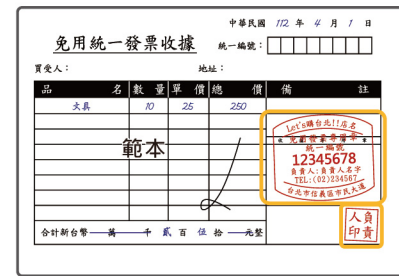 中華民國 112 年 4 月 1 日
免用統一發票收據 統一編號：
買受人： 地址：
品 名 數 量 單 價 總 價 備 註
文具 10 25 250
範本
Let's購台北!!店名
免用發票專用章
統一編號
12345678
負責人：負責人名字
TEL：(02)234567
台北市信義區市民大道
合計新台幣 萬 千 貳 百 伍 拾 元整
人負
印責